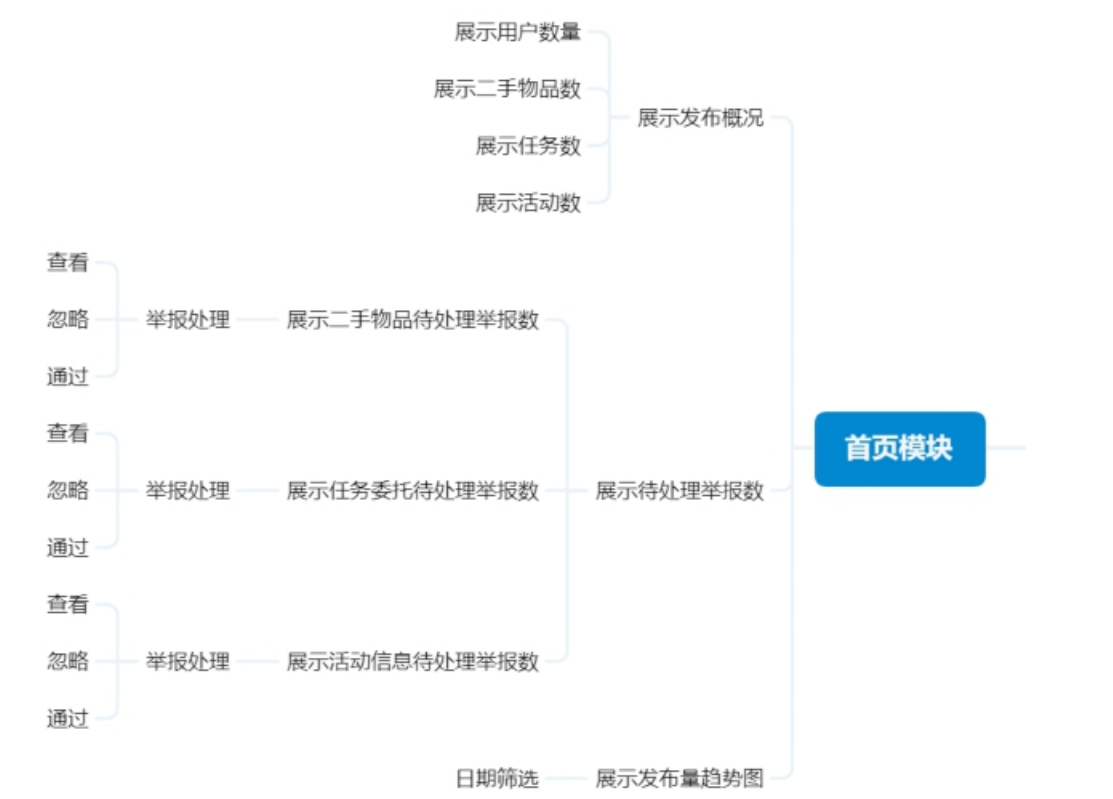 展示用户数量
展示二手物品数
展示发布概况
展示任务数
展示活动数
查看
忽略
举报处理
展示二手物品待处理举报数
通过
查看
首页模块
忽略
举报处理
展示任务委托待处理举报数
展示待处理举报数
通过
查看
忽略
举报处理
展示活动信息待处理举报数
通过
日期筛选
展示发布量趋势图